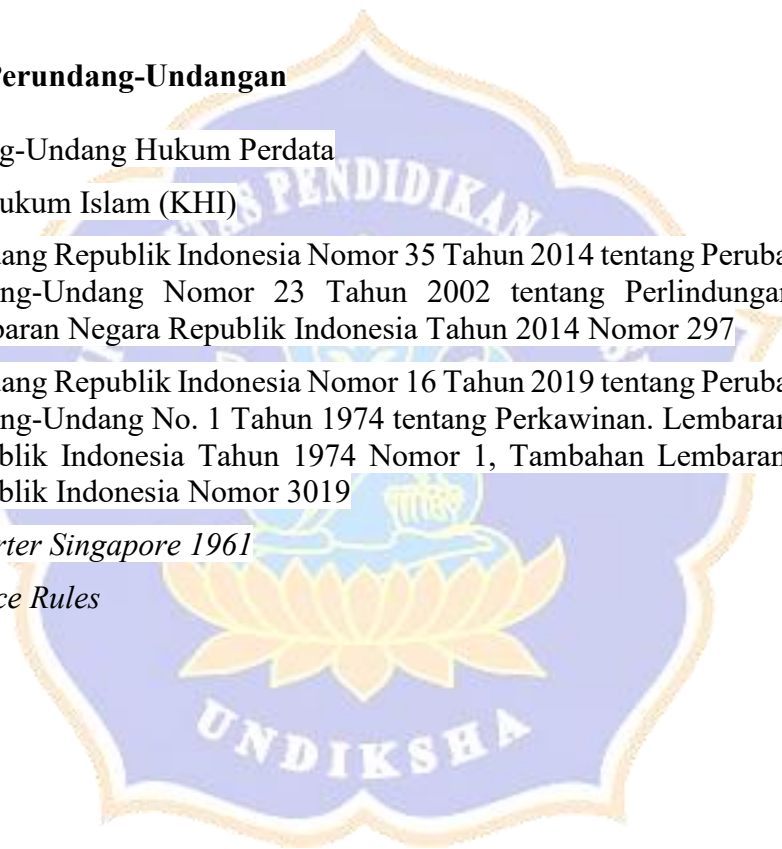 Perundang-Undangan
g-Undang Hukum Perdata
ukum Islam (KHI)
ang Republik Indonesia Nomor 35 Tahun 2014 tentang Peruba
ng-Undang Nomor 23 Tahun 2002 tentang Perlindungan
baran Negara Republik Indonesia Tahun 2014 Nomor 297
ang Republik Indonesia Nomor 16 Tahun 2019 tentang Peruba
ng-Undang No. 1 Tahun 1974 tentang Perkawinan. Lembaran
blik Indonesia Tahun 1974 Nomor 1, Tambahan Lembaran
blik Indonesia Nomor 3019
rter Singapore 1961
ce Rules
TAS PENDIDIKAN
UNDIKSHA